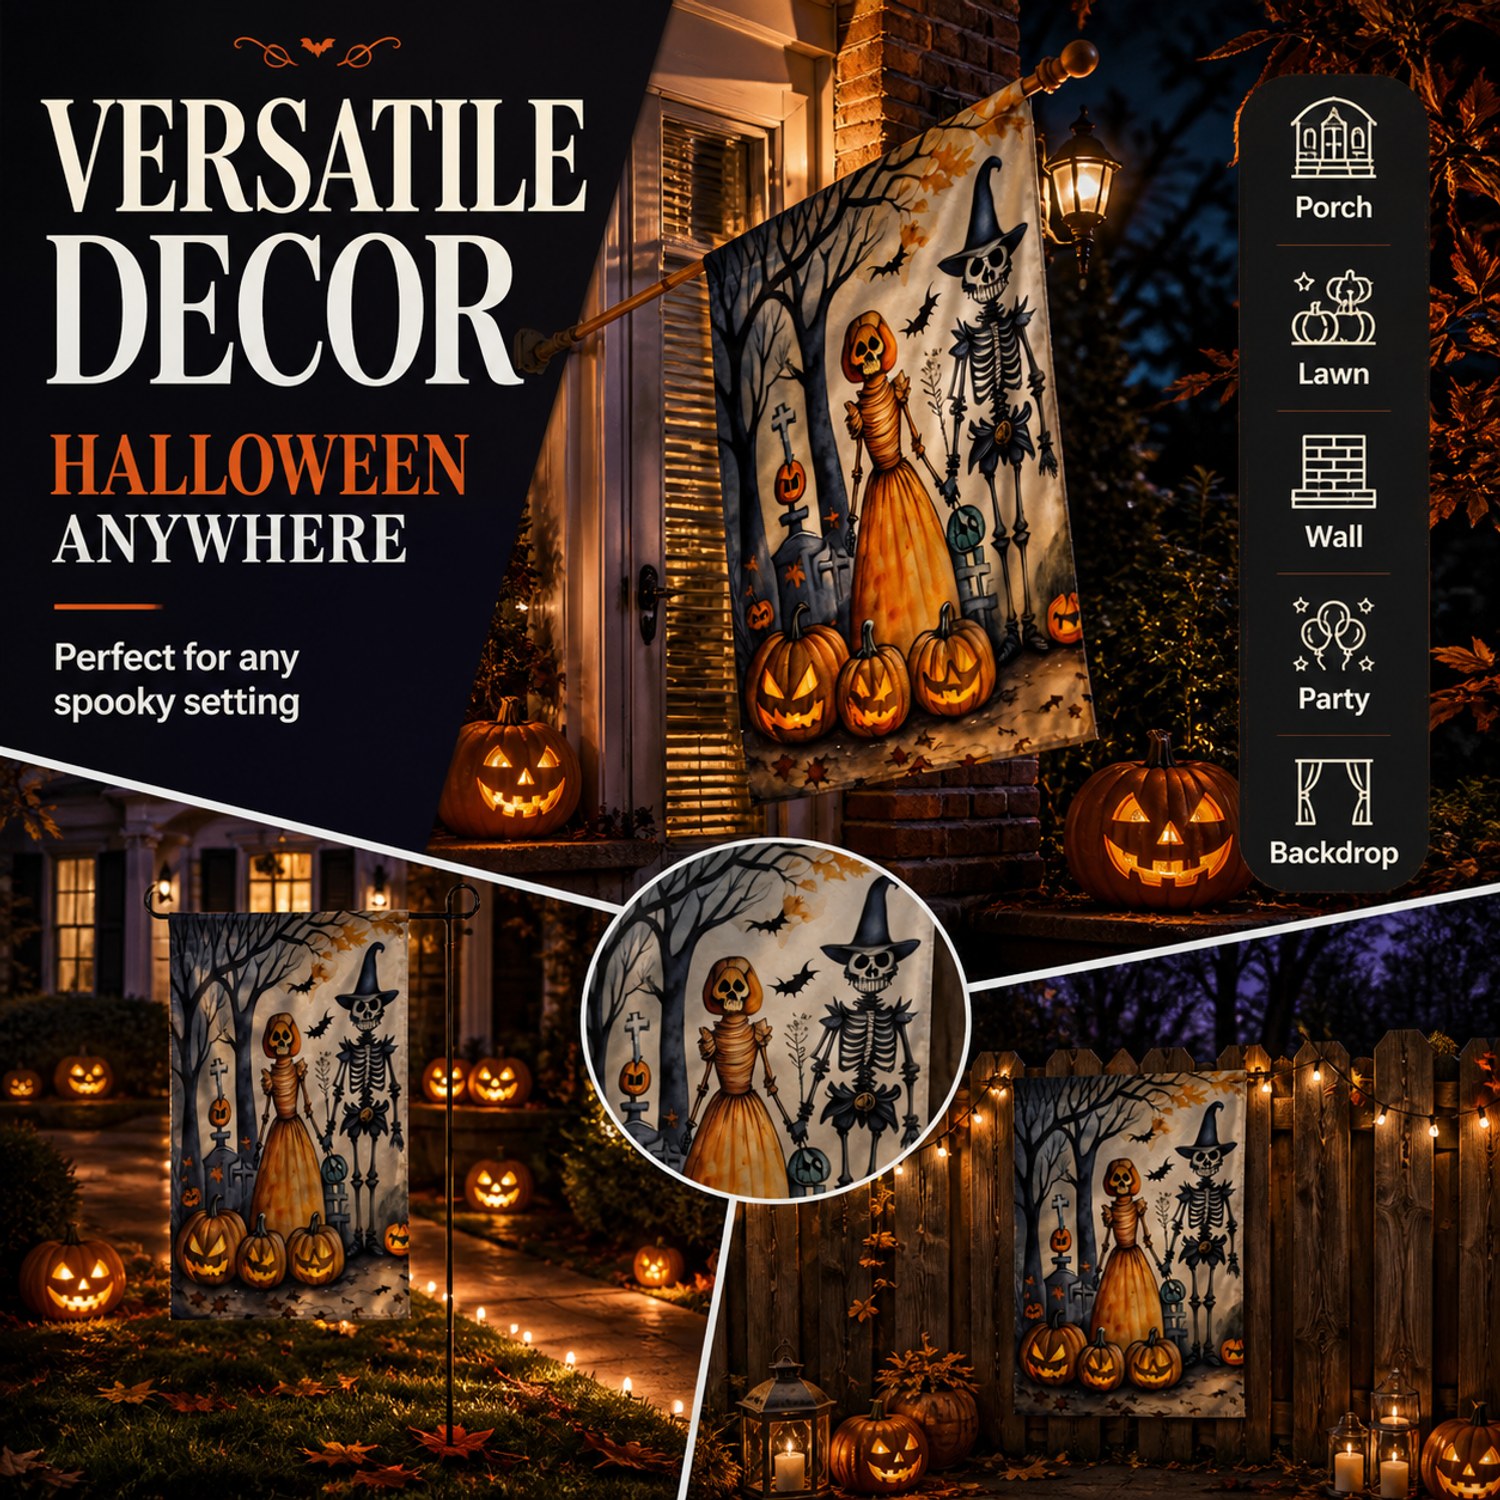 VERSATILE
DECOR
HALLOWEEN
ANYWHERE
Perfect for any
spooky setting
Porch
Lawn
Wall
Party
Backdrop